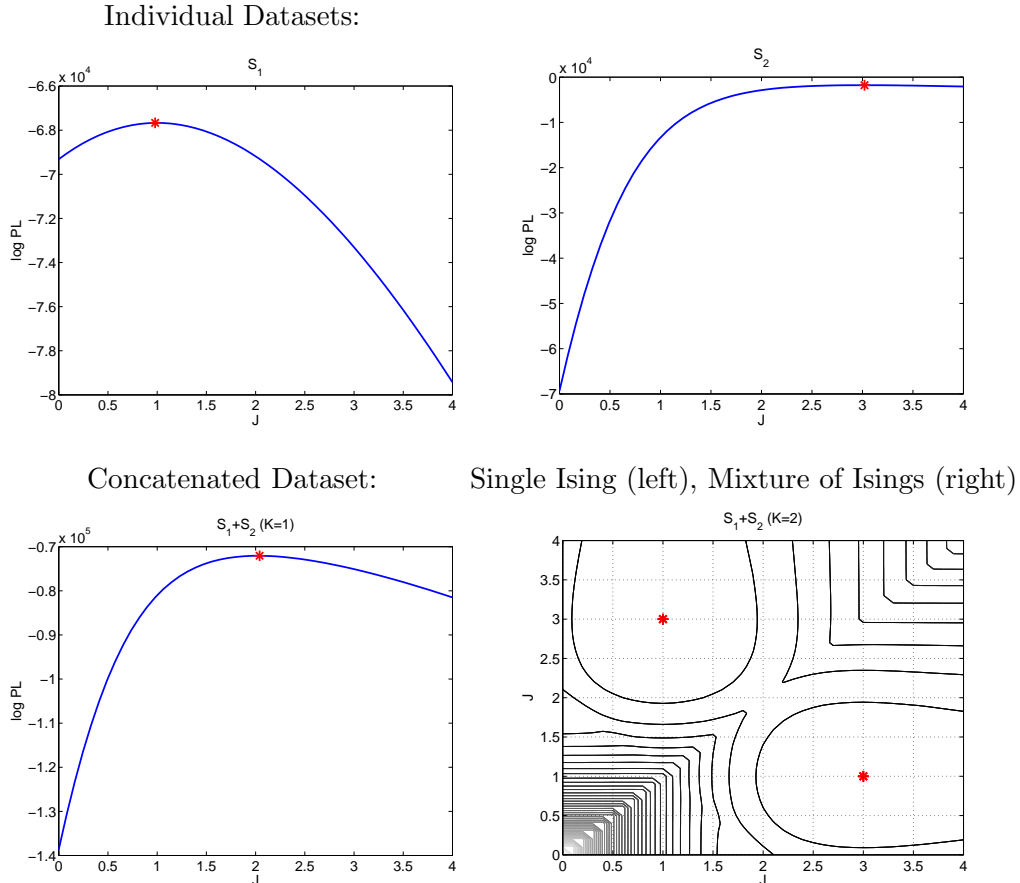 Individual Datasets:
S1
x 10^4
−6.6
−6.8
−7
−7.2
−7.4
−7.6
−7.8
−8
log PL
0 0.5 1 1.5 2 2.5 3 3.5 4
J
S2
x 10^4
0
−1
−2
−3
−4
−5
−6
−7
log PL
0 0.5 1 1.5 2 2.5 3 3.5 4
J
Concatenated Dataset: Single Ising (left), Mixture of Isings (right)
S1+S2 (K=1)
x 10^5
−0.7
−0.8
−0.9
−1
−1.1
−1.2
−1.3
−1.4
log PL
0 0.5 1 1.5 2 2.5 3 3.5 4
J
S1+S2 (K=2)
4
3.5
3
2.5
2
1.5
1
0.5
0
J
0 0.5 1 1.5 2 2.5 3 3.5 4
J